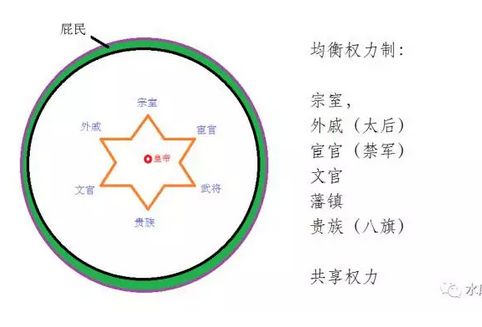 屁民
宗室
外戚
宦官
皇帝
文官
武将
贵族
均衡权力制：
宗室，
外戚（太后）
宦官（禁军）
文官
藩镇
贵族（八旗）
共享权力